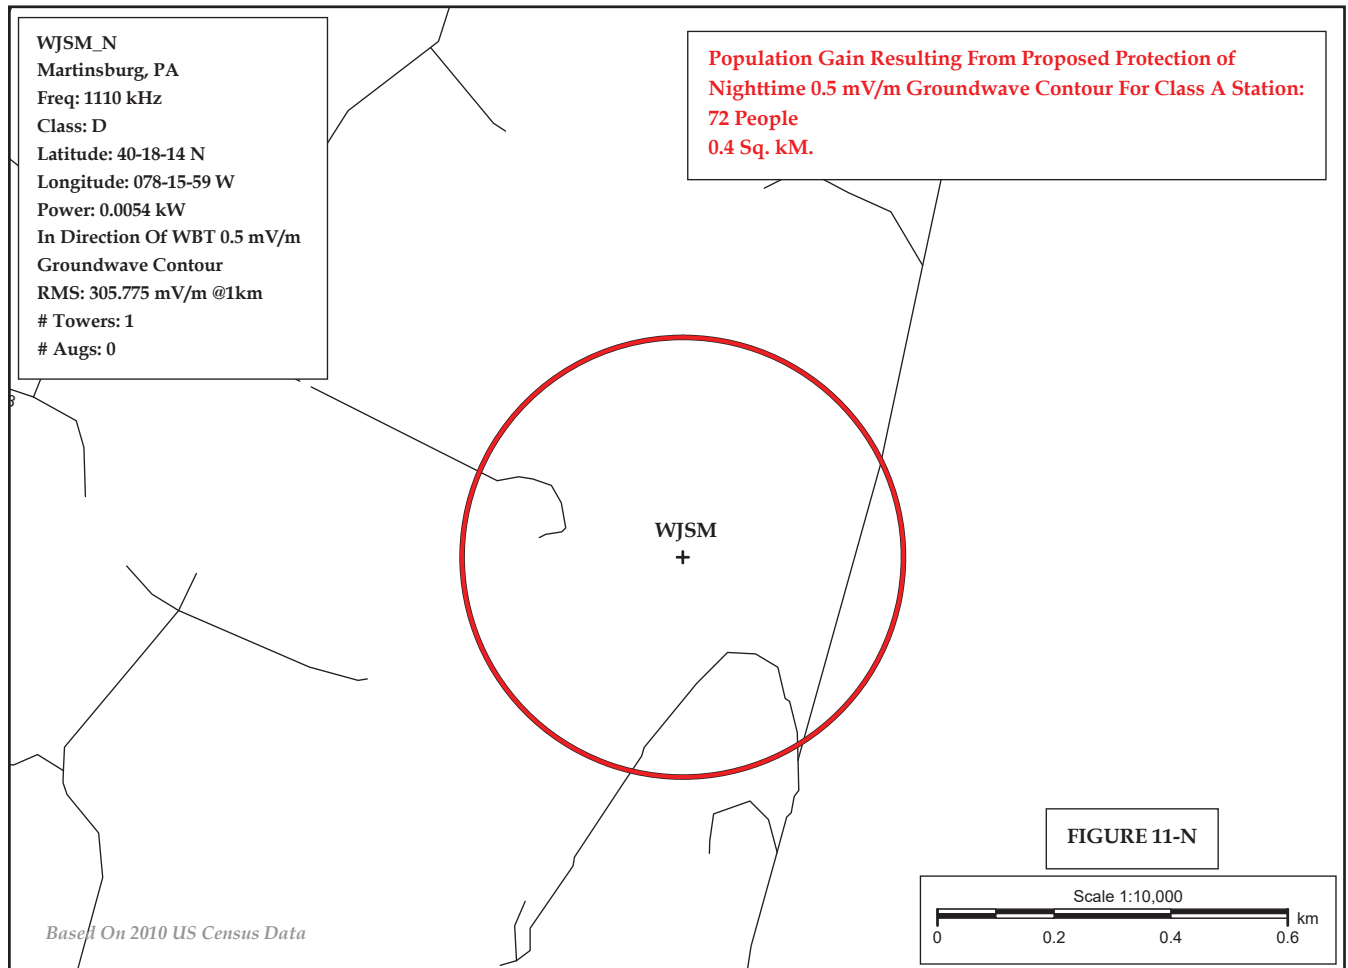 WJSM_N
Martinsburg, PA
Freq: 1110 kHz
Class: D
Latitude: 40-18-14 N
Longitude: 078-15-59 W
Power: 0.0054 kW
In Direction Of WBT 0.5 mV/m
Groundwave Contour
RMS: 305.775 mV/m @1km
# Towers: 1
# Augs: 0
Population Gain Resulting From Proposed Protection of
Nighttime 0.5 mV/m Groundwave Contour For Class A Station:
72 People
0.4 Sq. kM.
WJSM
FIGURE 11-N
Scale 1:10,000
km
0 0.2 0.4 0.6
Based On 2010 US Census Data